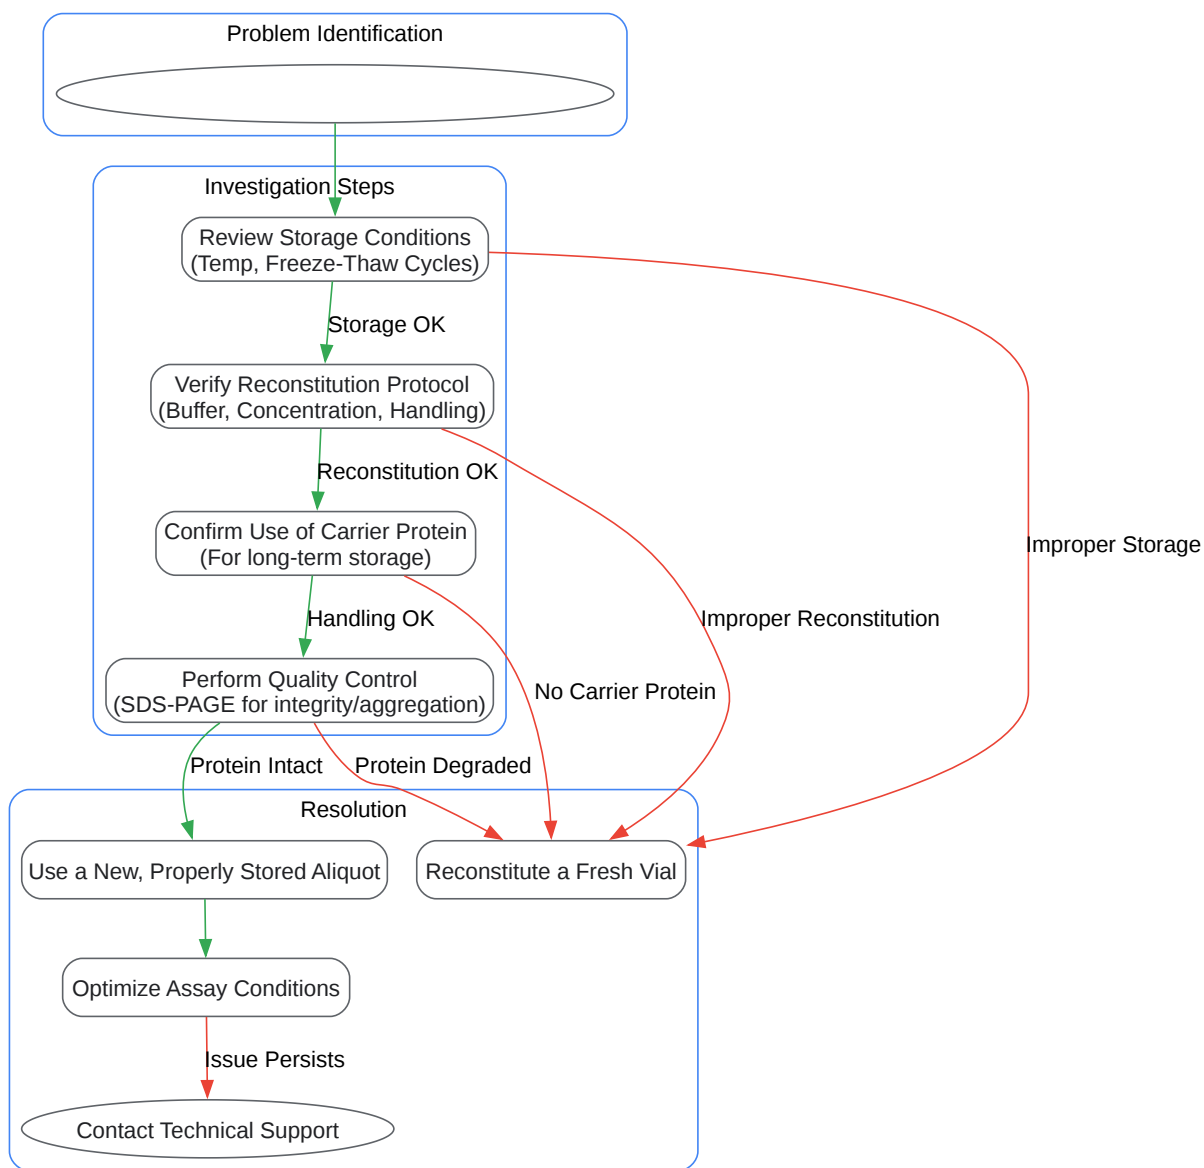 Problem Identification
Investigation Steps
Review Storage Conditions
(Temp, Freeze-Thaw Cycles)
Storage OK
Verify Reconstitution Protocol
(Buffer, Concentration, Handling)
Reconstitution OK
Confirm Use of Carrier Protein
(For long-term storage)
Improper Storage
Handling OK
Improper Reconstitution
Perform Quality Control
(SDS-PAGE for integrity/aggregation)
No Carrier Protein
Protein Intact
Protein Degraded
Resolution
Use a New, Properly Stored Aliquot
Reconstitute a Fresh Vial
Optimize Assay Conditions
Issue Persists
Contact Technical Support